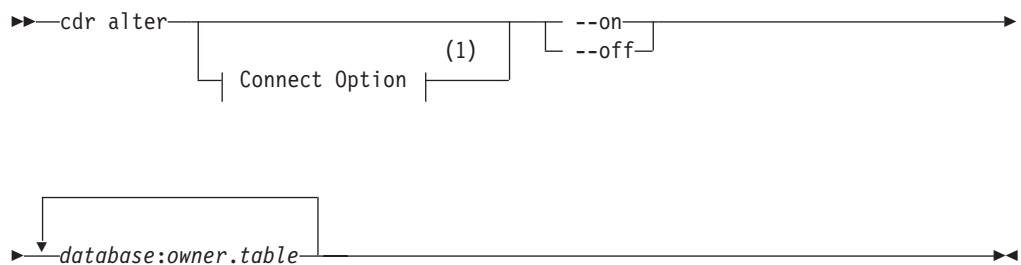 cdr alter --on
(1) --off
Connect Option
database:owner.table